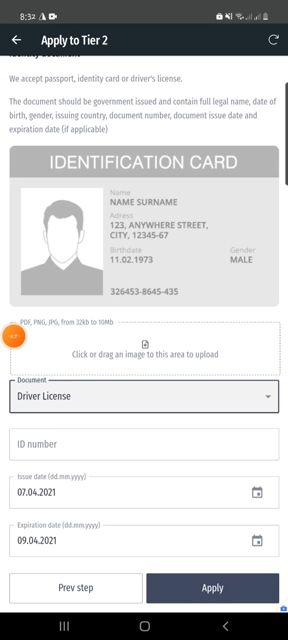 8:32
Apply to Tier 2
Identity Document
We accept passport, identity card or driver's license.
The document should be government issued and contain full legal name, date of
birth, gender, issuing country, document number, document issue date and
expiration date (if applicable)
IDENTIFICATION CARD
Name
NAME SURNAME
Adress
123, ANYWHERE STREET,
CITY, 12345-67
Birthdate
Gender
11.02.1973
MALE
326453-8645-435
PDF, PNG, JPG, from 32kb to 10Mb
Click or drag an image to this area to upload
Document
Driver License
ID number
Issue date (dd.mm.yyyy)
07.04.2021
Expiration date (dd.mm.yyyy)
09.04.2021
Prev step
Apply